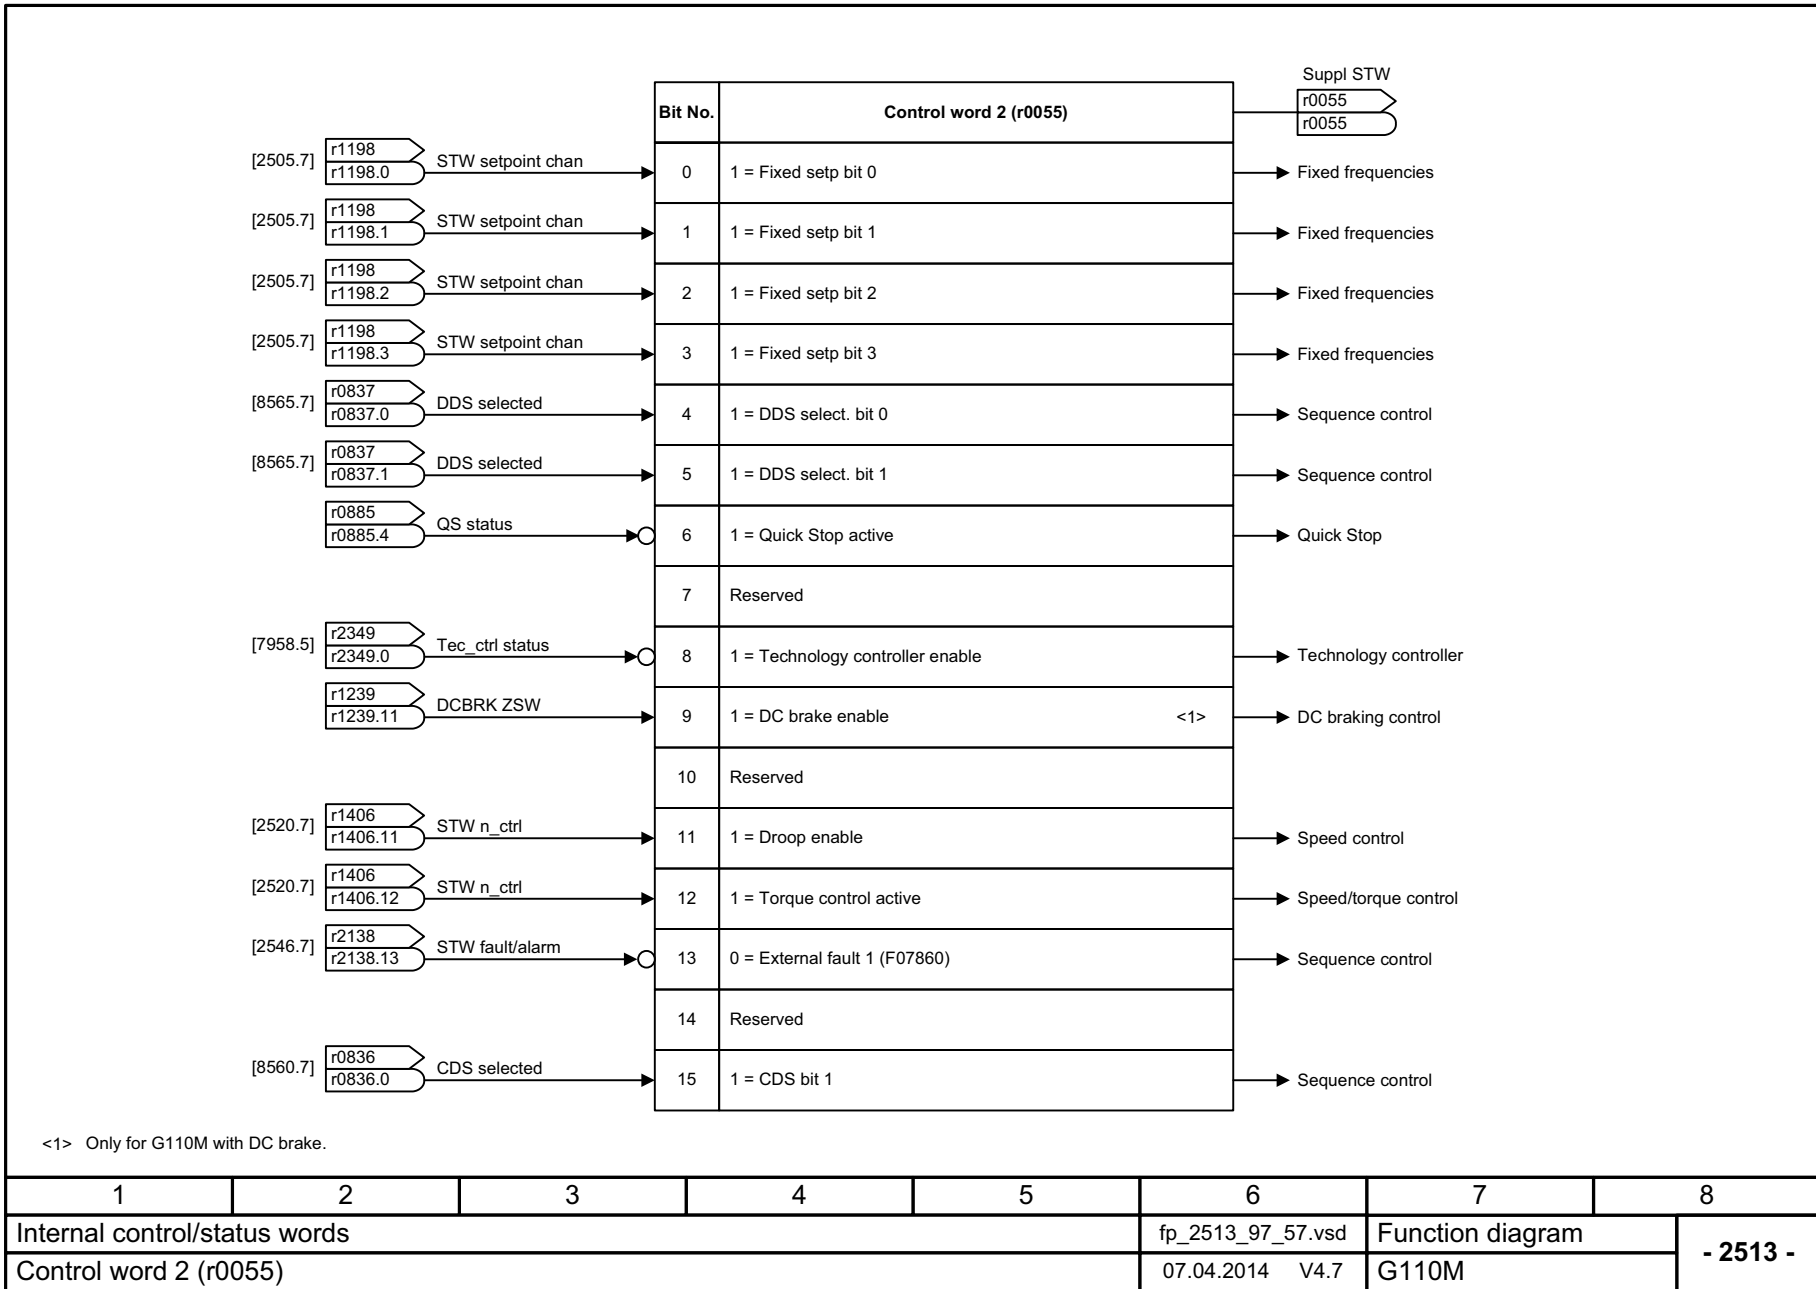 Suppl STW
r0055
r0055
Bit No. Control word 2 (r0055)
[2505.7] r1198 r1198.0 STW setpoint chan 0 1 = Fixed setp bit 0 Fixed frequencies
[2505.7] r1198 r1198.1 STW setpoint chan 1 1 = Fixed setp bit 1 Fixed frequencies
[2505.7] r1198 r1198.2 STW setpoint chan 2 1 = Fixed setp bit 2 Fixed frequencies
[2505.7] r1198 r1198.3 STW setpoint chan 3 1 = Fixed setp bit 3 Fixed frequencies
[8565.7] r0837 r0837.0 DDS selected 4 1 = DDS select. bit 0 Sequence control
[8565.7] r0837 r0837.1 DDS selected 5 1 = DDS select. bit 1 Sequence control
r0885 r0885.4 QS status 6 1 = Quick Stop active Quick Stop
7 Reserved
[7958.5] r2349 r2349.0 Tec_ctrl status 8 1 = Technology controller enable Technology controller
r1239 r1239.11 DCBRK ZSW 9 1 = DC brake enable <1> DC braking control
10 Reserved
[2520.7] r1406 r1406.11 STW n_ctrl 11 1 = Droop enable Speed control
[2520.7] r1406 r1406.12 STW n_ctrl 12 1 = Torque control active Speed/torque control
[2546.7] r2138 r2138.13 STW fault/alarm 13 0 = External fault 1 (F07860) Sequence control
14 Reserved
[8560.7] r0836 r0836.0 CDS selected 15 1 = CDS bit 1 Sequence control
<1> Only for G110M with DC brake.
1 2 3 4 5 6 7 8
Internal control/status words fp_2513_97_57.vsd Function diagram - 2513 -
Control word 2 (r0055) 07.04.2014 V4.7 G110M